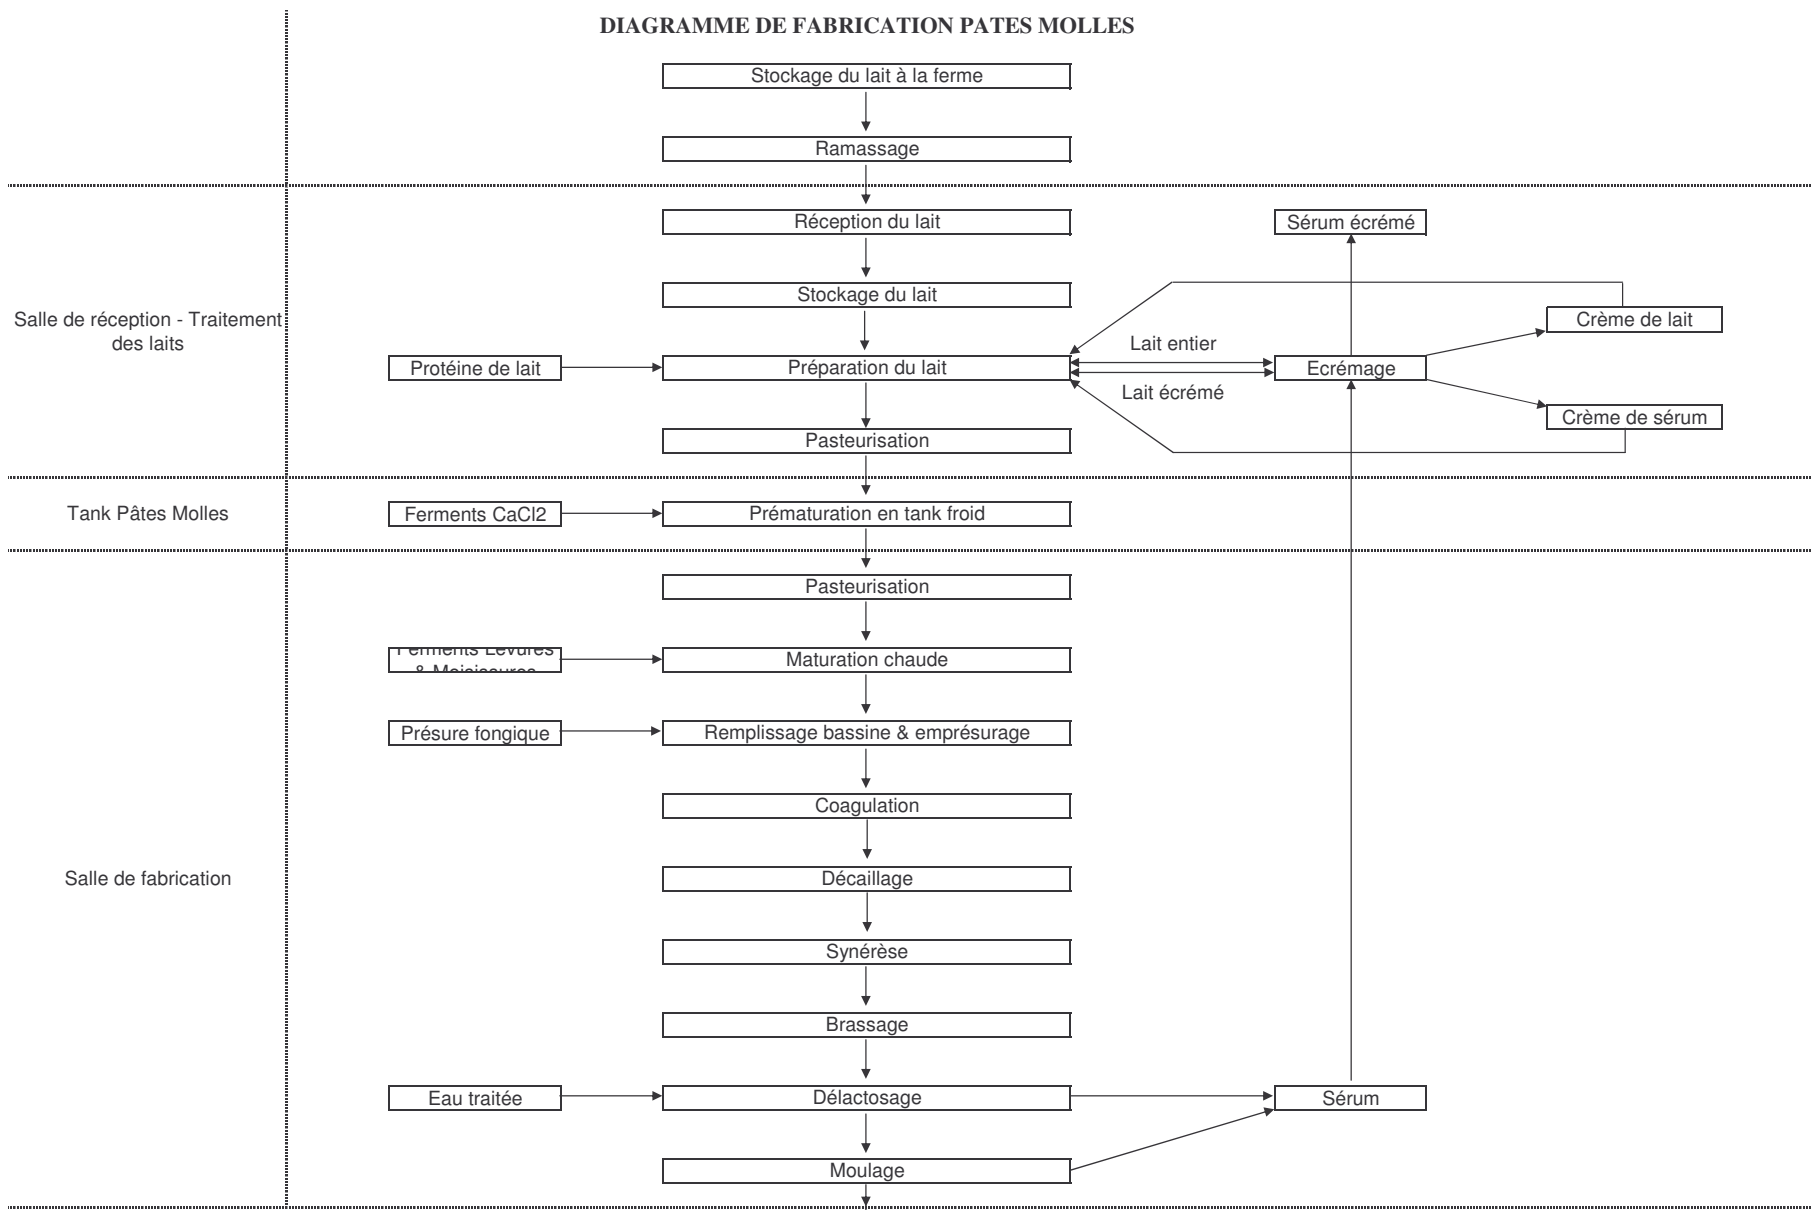 DIAGRAMME DE FABRICATION PATES MOLLES
Stockage du lait à la ferme
Ramassage
Réception du lait
Sérum écrémé
Stockage du lait
Salle de réception - Traitement
des laits
Crème de lait
Lait entier
Protéine de lait
Préparation du lait
Ecrémage
Lait écrémé
Crème de sérum
Pasteurisation
Tank Pâtes Molles
Ferments CaCl2
Prématuration en tank froid
Pasteurisation
Ferments Levures
& Moisissures
Maturation chaude
Présure fongique
Remplissage bassine & emprésurage
Coagulation
Salle de fabrication
Décaillage
Synérèse
Brassage
Eau traitée
Délactosage
Sérum
Moulage